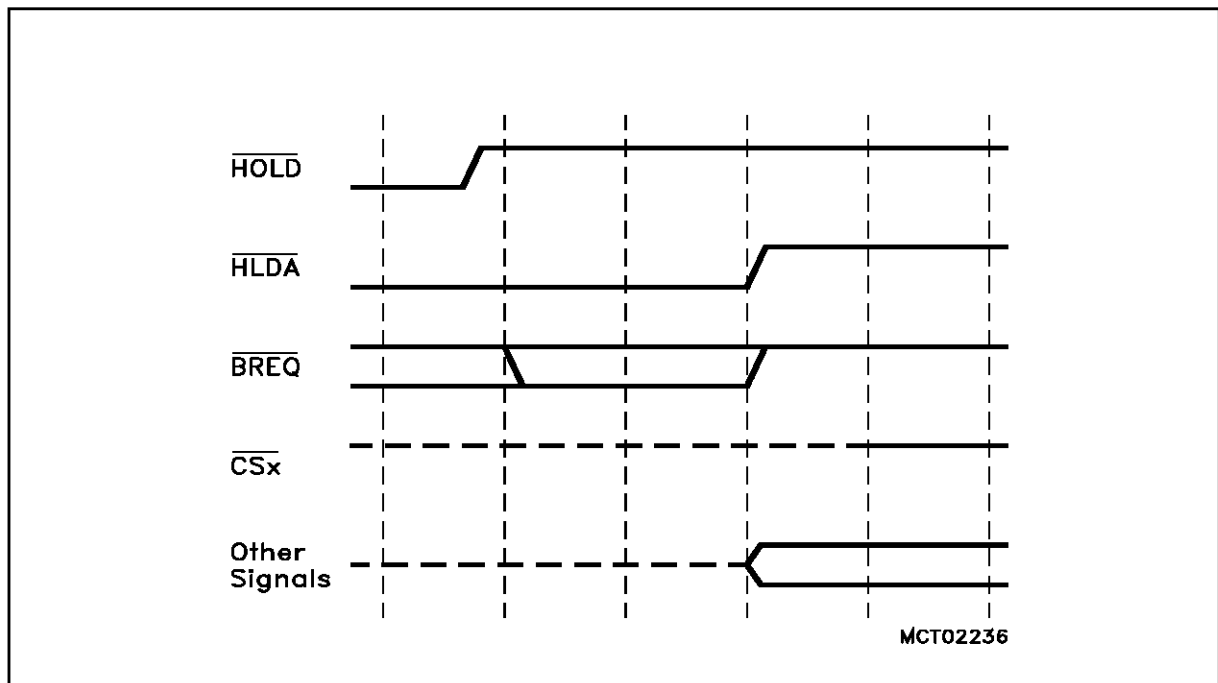 HOLD
HLDA
BREQ
CSx
Other
Signals
MCT02236